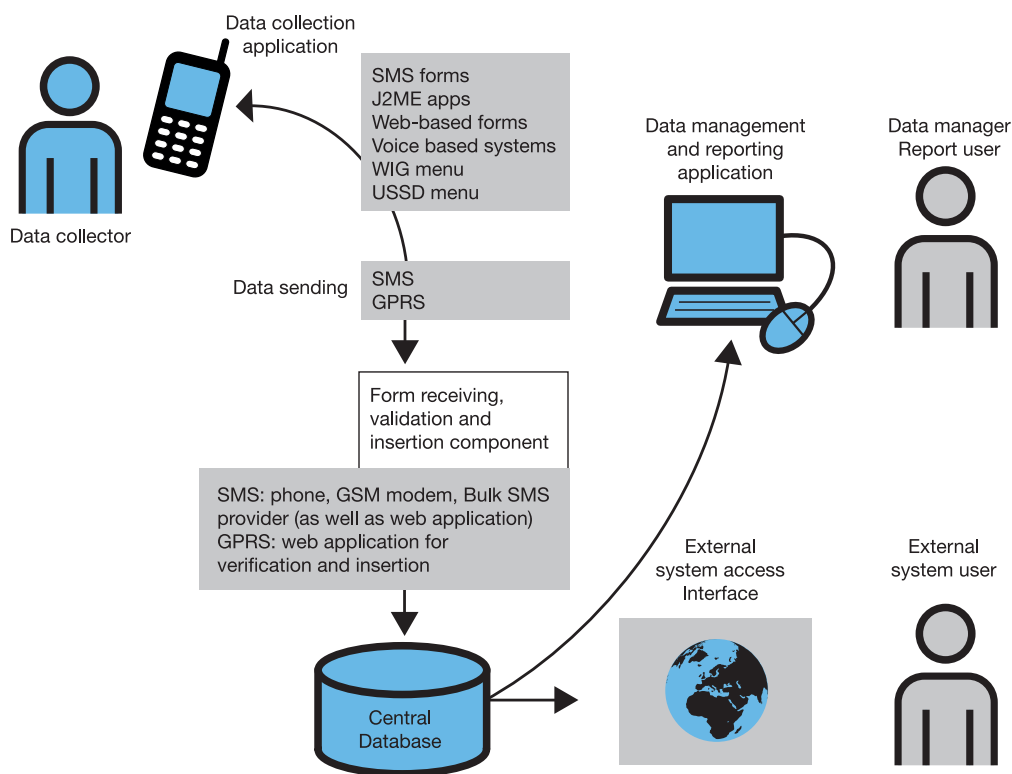 Data collection
application
SMS forms
J2ME apps
Web-based forms
Voice based systems
WIG menu
USSD menu
Data collector
Data sending
SMS
GPRS
Form receiving,
validation and
insertion component
SMS: phone, GSM modem, Bulk SMS
provider (as well as web application)
GPRS: web application for
verification and insertion
Central
Database
Data management
and reporting
application
Data manager
Report user
External
system access
Interface
External
system user